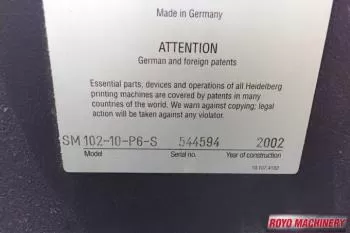 Made in Germany
ATTENTION
German and foreign patents
Essential parts, devices and operations of all Heidelberg
printing machines are covered by patents in many
countries of the world. We warn against copying; legal
action will be taken against any violator.
SM 102-10-P6-S 544594 2002
Model Serial no. Year of construction
ROYO MACHINERY